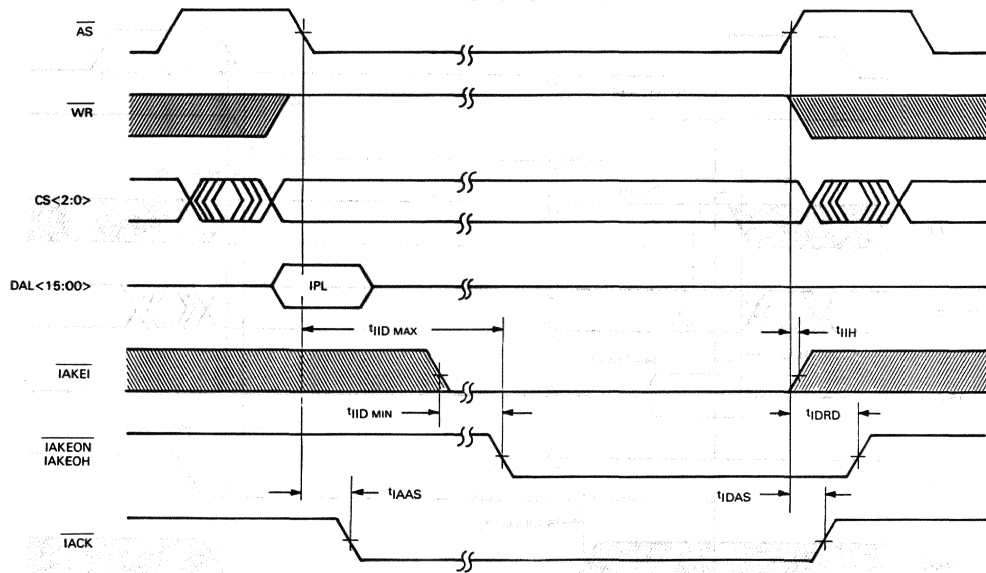 AS
WR
CS<2:0>
DAL<15:00>
IPL
tIID MAX
tIIH
IAKEI
tIID MIN
tIDRD
IAKEON
IAKEOH
tIAAS
tIDAS
IACK